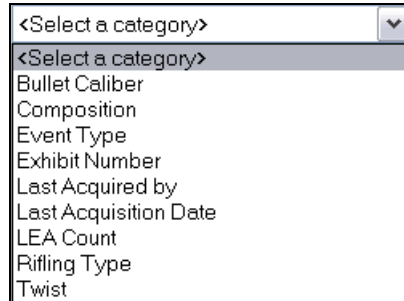 <Select a category>
<Select a category>
Bullet Caliber
Composition
Event Type
Exhibit Number
Last Acquired by
Last Acquisition Date
LEA Count
Rifling Type
Twist